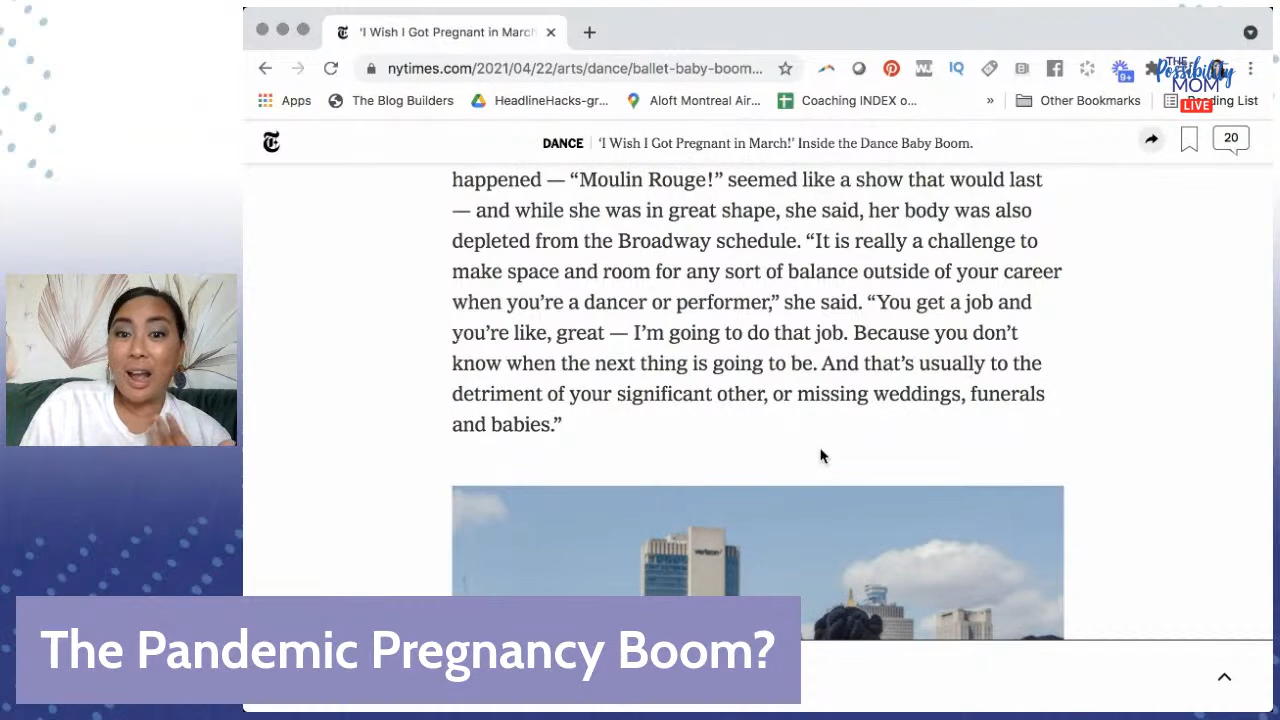 'I Wish I Got Pregnant in March
nytimes.com/2021/04/22/arts/dance/ballet-baby-boom...
IQ
9+
THE
Possibility
MOM
LIVE
Apps
The Blog Builders
HeadlineHacks-gr...
Aloft Montreal Air...
Coaching INDEX o...
»
Other Bookmarks
Reading List
DANCE | ‘I Wish I Got Pregnant in March!’ Inside the Dance Baby Boom.
20
happened — “Moulin Rouge!” seemed like a show that would last
— and while she was in great shape, she said, her body was also
depleted from the Broadway schedule. “It is really a challenge to
make space and room for any sort of balance outside of your career
when you’re a dancer or performer,” she said. “You get a job and
you’re like, great — I’m going to do that job. Because you don’t
know when the next thing is going to be. And that’s usually to the
detriment of your significant other, or missing weddings, funerals
and babies.”
verizon
The Pandemic Pregnancy Boom?